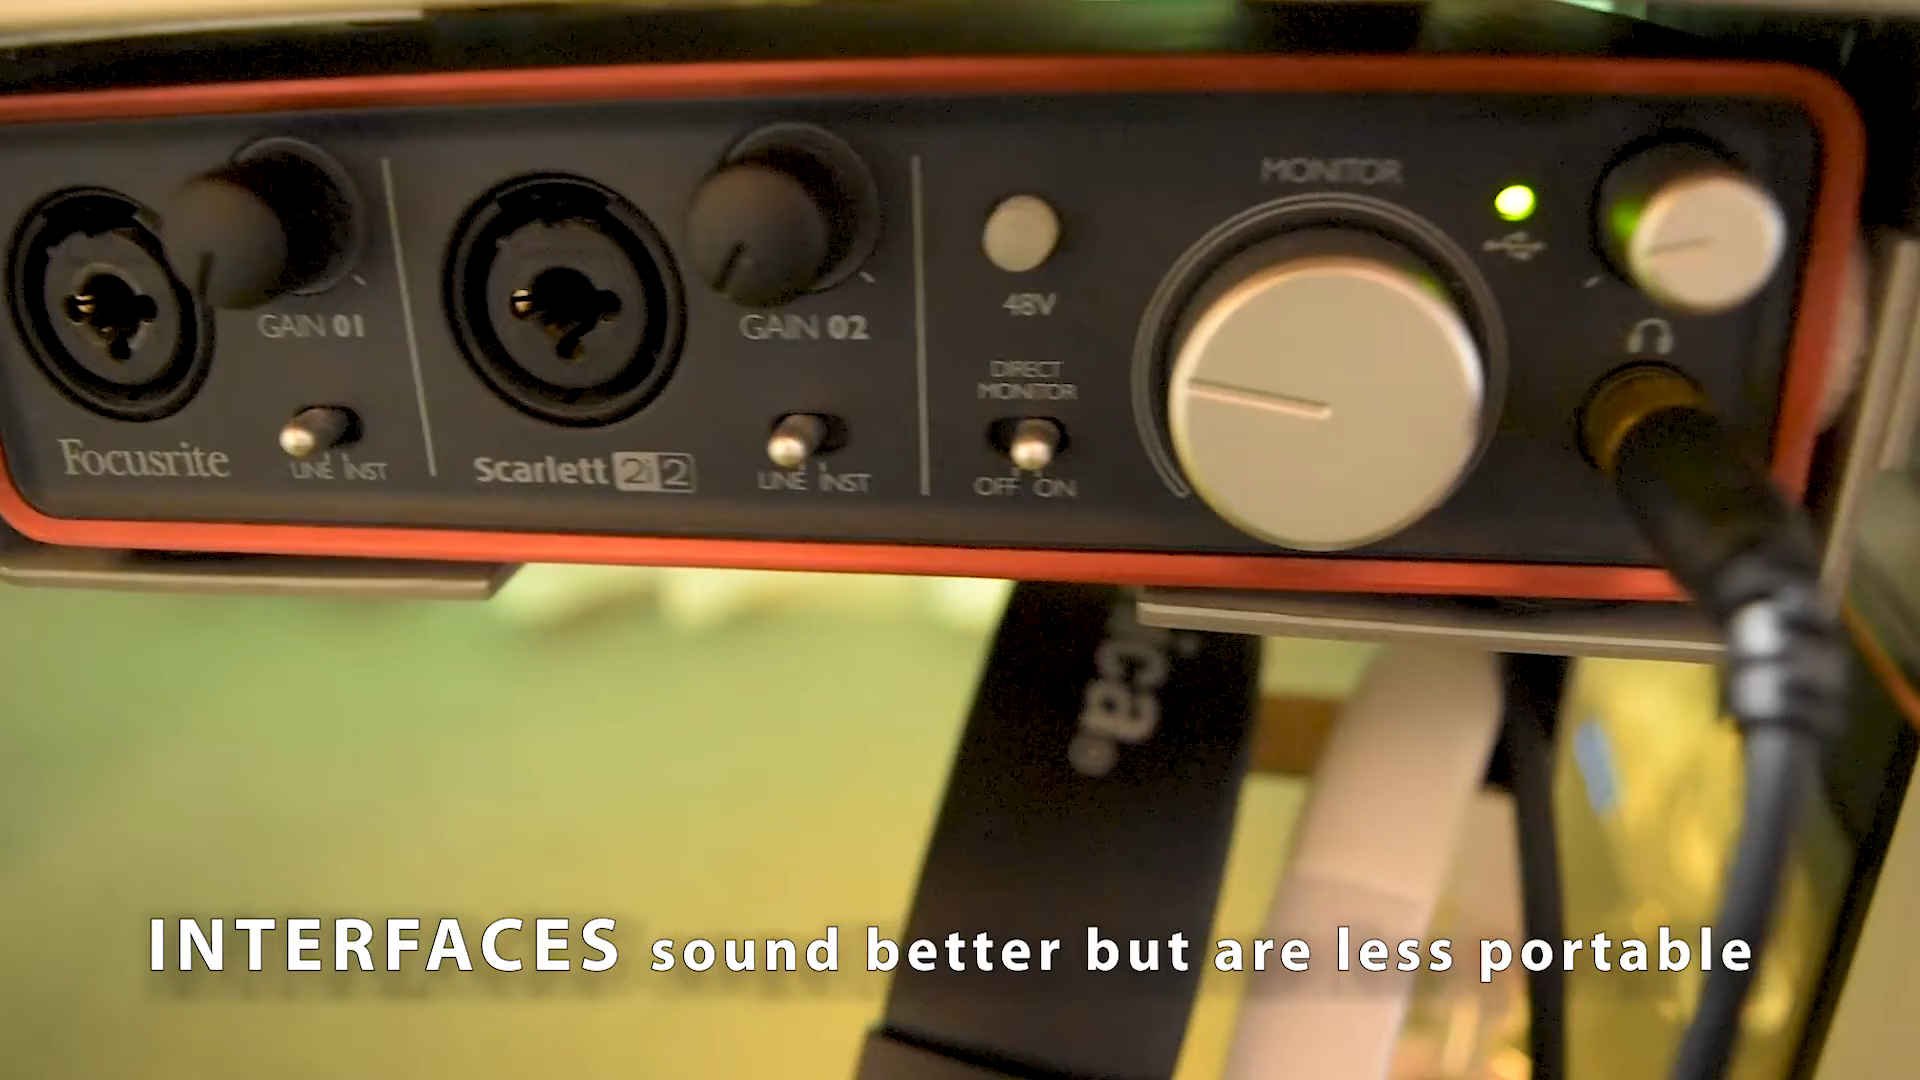 MONITOR
48V
GAIN 01
GAIN 02
DIRECT
MONITOR
Focusrite
LINE INST
Scarlett 2i2
LINE INST
OFF ON
ica
INTERFACES sound better but are less portable